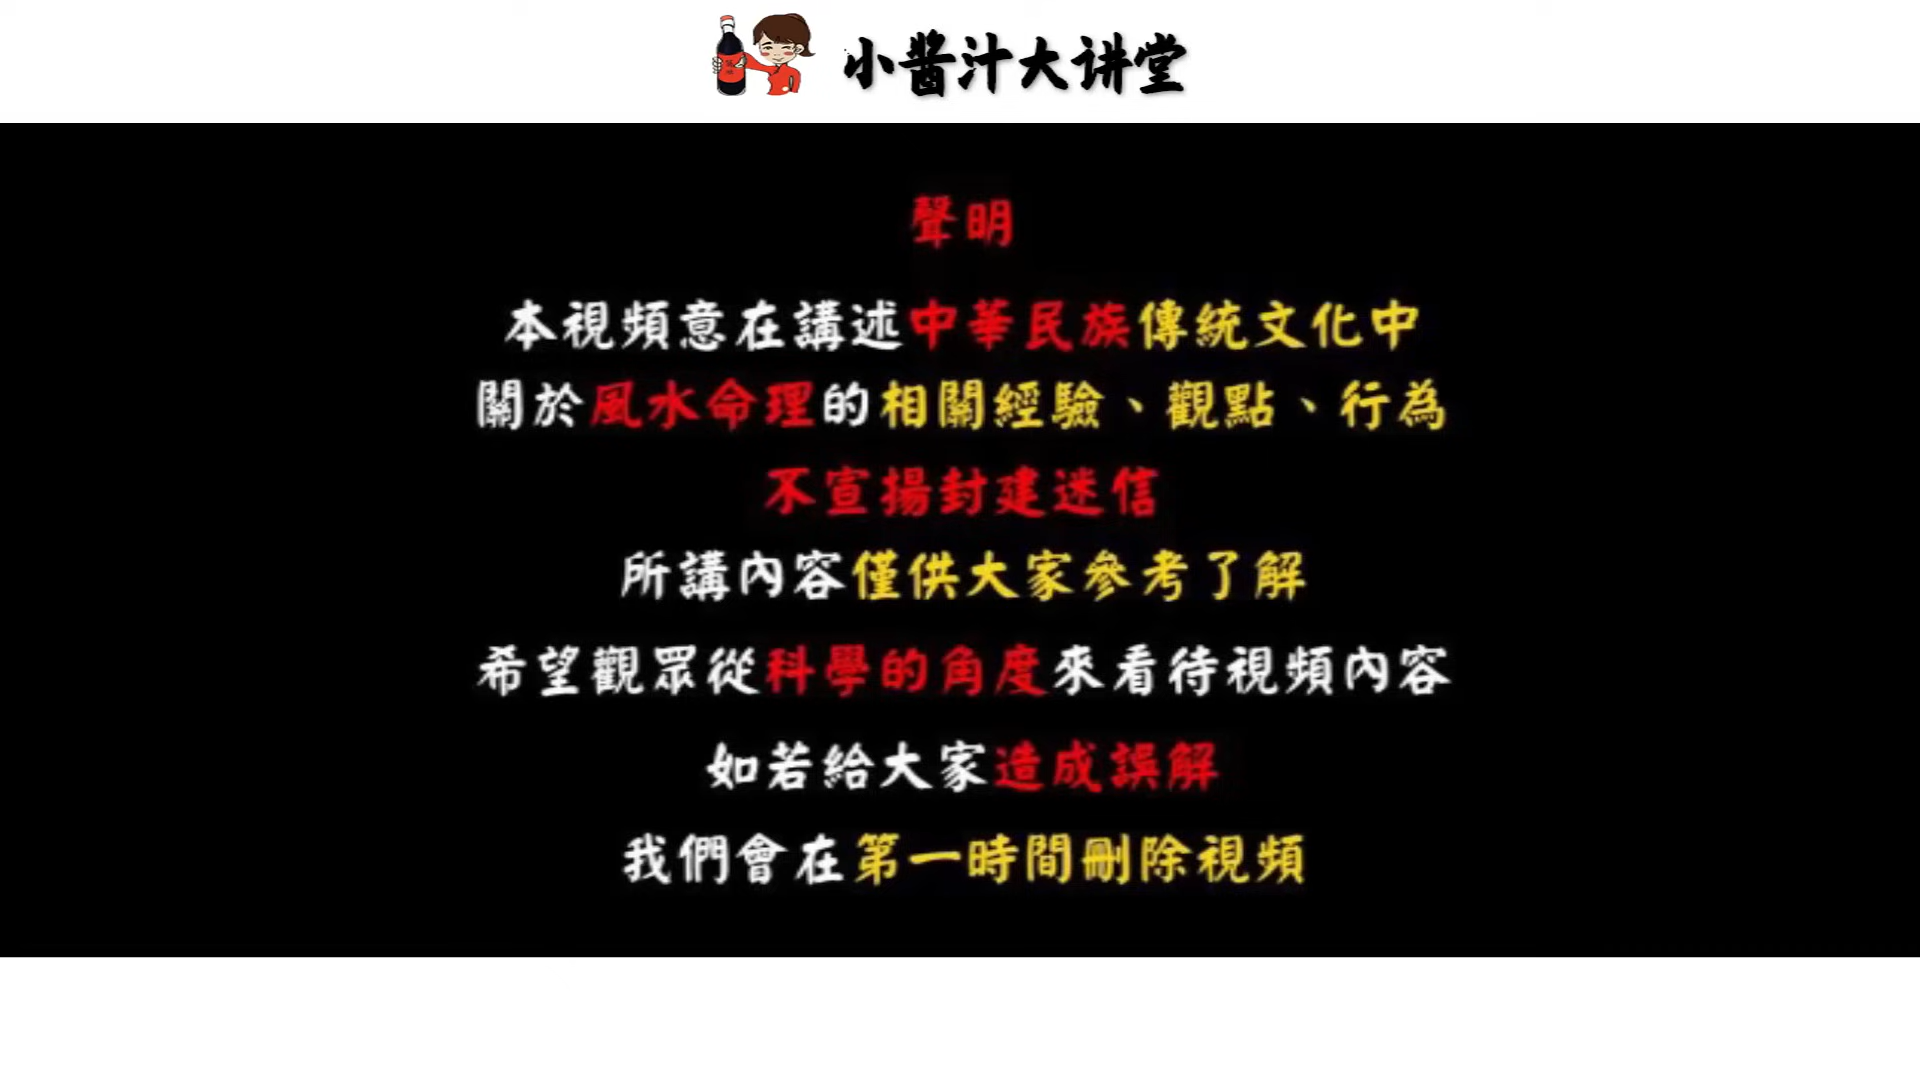 小酱汁大讲堂
聲明
本視頻意在講述中華民族傳統文化中
關於風水命理的相關經驗、觀點、行為
不宣揚封建迷信
所講內容僅供大家參考了解
希望觀眾從科學的角度來看待視頻內容
如若給大家造成誤解
我們會在第一時間刪除視頻